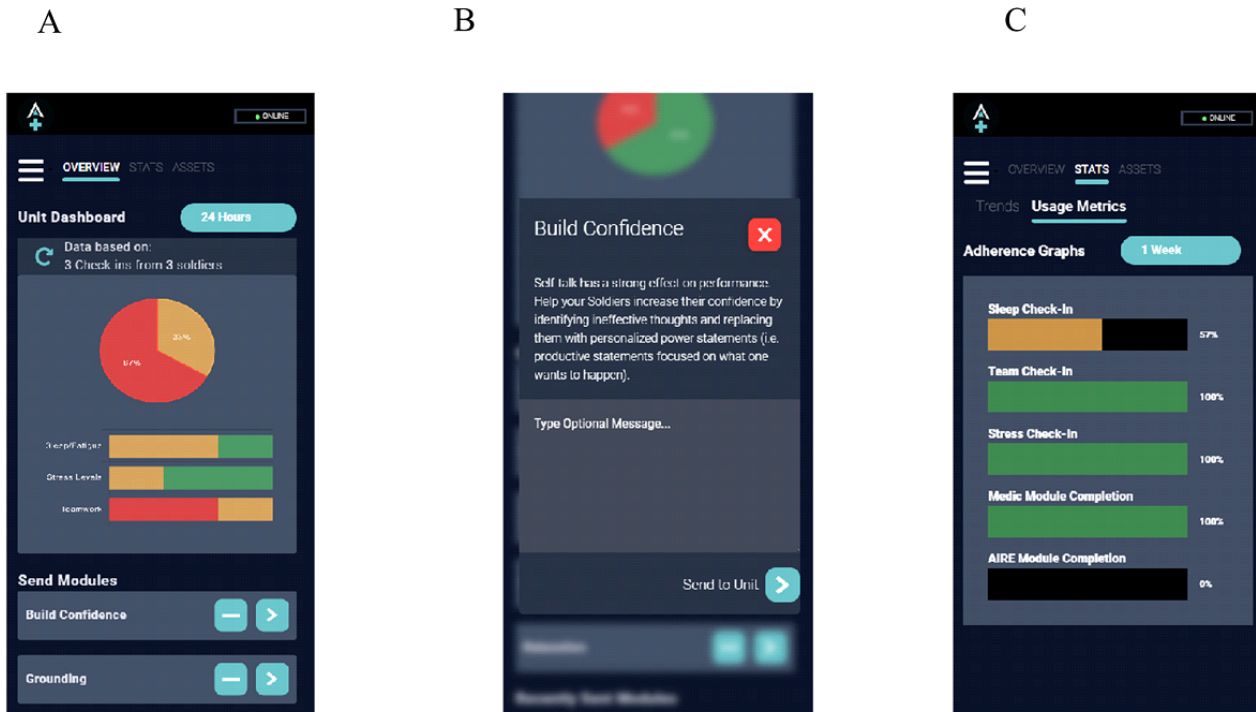 A
B
C
ONLINE
OVERVIEW STATS ASSETS
Unit Dashboard
24 Hours
Data based on:
3 Check ins from 3 soldiers
67%
Sleep/Fatigue
Stress Levels
Teamwork
Send Modules
Build Confidence
Grounding
Build Confidence
X
Self talk has a strong effect on performance.
Help your Soldiers increase their confidence by
identifying ineffective thoughts and replacing
them with personalized power statements (i.e.
productive statements focused on what one
wants to happen).
Type Optional Message...
Send to Unit
Relaxation
Recently Sent Modules
ONLINE
OVERVIEW STATS ASSETS
Trends Usage Metrics
Adherence Graphs
1 Week
Sleep Check-In
57%
Team Check-In
100%
Stress Check-In
100%
Medic Module Completion
100%
AIRE Module Completion
0%